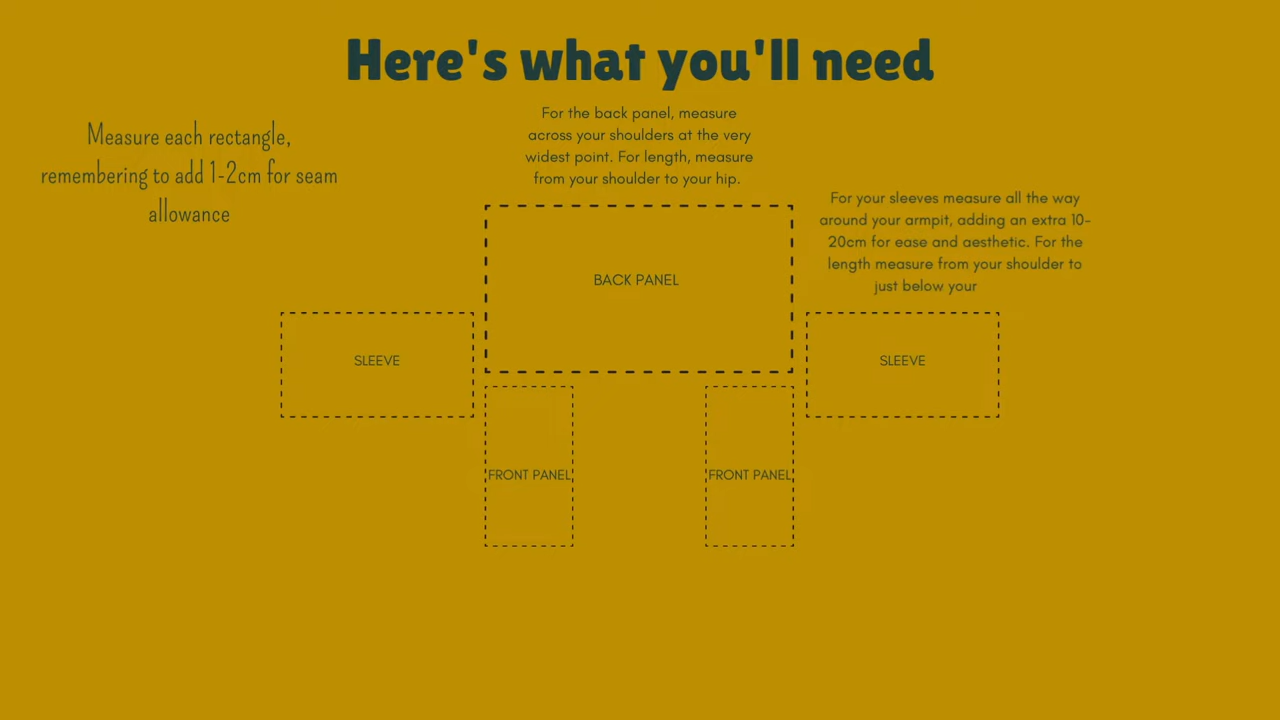 Here's what you'll need
Measure each rectangle,
remembering to add 1-2cm for seam
allowance
For the back panel, measure
across your shoulders at the very
widest point. For length, measure
from your shoulder to your hip.
For your sleeves measure all the way
around your armpit, adding an extra 10-
20cm for ease and aesthetic. For the
length measure from your shoulder to
just below your
BACK PANEL
SLEEVE
SLEEVE
FRONT PANEL
FRONT PANEL